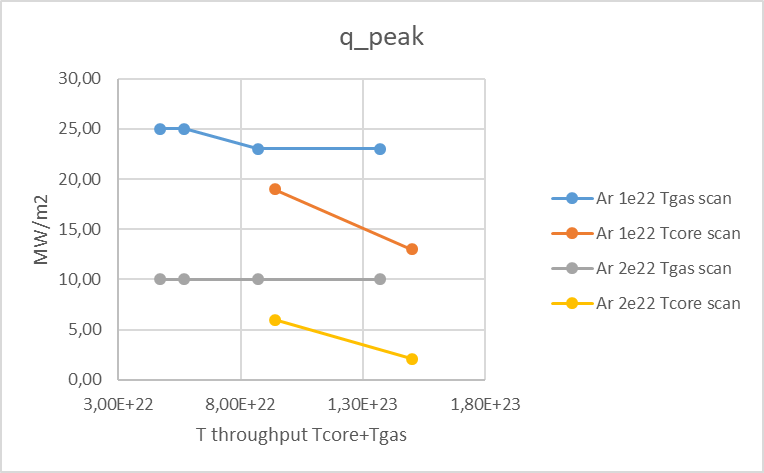 q_peak
30,00
25,00
20,00
15,00
10,00
5,00
0,00
MW/m2
3,00E+22 8,00E+22 1,30E+23 1,80E+23
T throughput Tcore+Tgas
Ar 1e22 Tgas scan
Ar 1e22 Tcore scan
Ar 2e22 Tgas scan
Ar 2e22 Tcore scan